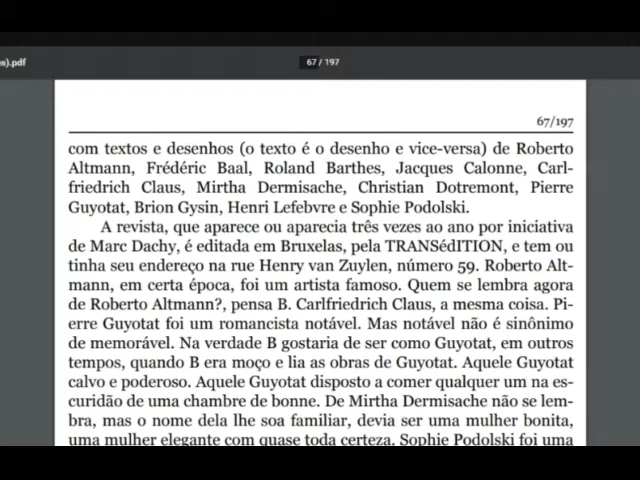 s).pdf
67 / 197
67/197
com textos e desenhos (o texto é o desenho e vice-versa) de Roberto
Altmann, Frédéric Baal, Roland Barthes, Jacques Calonne, Carl-
friedrich Claus, Mirtha Dermisache, Christian Dotremont, Pierre
Guyotat, Brion Gysin, Henri Lefebvre e Sophie Podolski.
A revista, que aparece ou aparecia três vezes ao ano por iniciativa
de Marc Dachy, é editada em Bruxelas, pela TRANSédITION, e tem ou
tinha seu endereço na rue Henry van Zuylen, número 59. Roberto Alt-
mann, em certa época, foi um artista famoso. Quem se lembra agora
de Roberto Altmann?, pensa B. Carlfriedrich Claus, a mesma coisa. Pi-
erre Guyotat foi um romancista notável. Mas notável não é sinônimo
de memorável. Na verdade B gostaria de ser como Guyotat, em outros
tempos, quando B era moço e lia as obras de Guyotat. Aquele Guyotat
calvo e poderoso. Aquele Guyotat disposto a comer qualquer um na es-
curidão de uma chambre de bonne. De Mirtha Dermisache não se lem-
bra, mas o nome dela lhe soa familiar, devia ser uma mulher bonita,
uma mulher elegante com quase toda certeza. Sophie Podolski foi uma